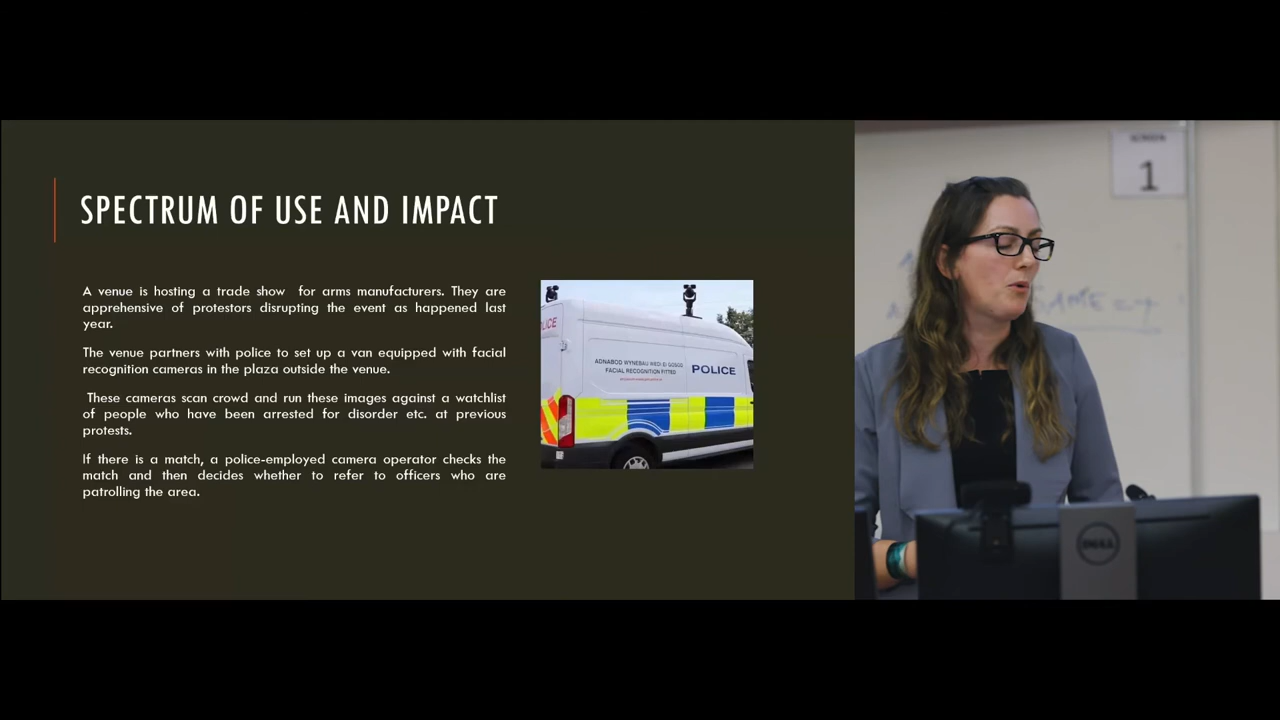 SPECTRUM OF USE AND IMPACT
A venue is hosting a trade show for arms manufacturers. They are
apprehensive of protestors disrupting the event as happened last
year.
The venue partners with police to set up a van equipped with facial
recognition cameras in the plaza outside the venue.
These cameras scan crowd and run these images against a watchlist
of people who have been arrested for disorder etc. at previous
protests.
If there is a match, a police-employed camera operator checks the
match and then decides whether to refer to officers who are
patrolling the area.
LICE
ADNABOD WYNEBAU WEDI EI GOSOD
FACIAL RECOGNITION FITTED
POLICE
SCREEN
1
DELL